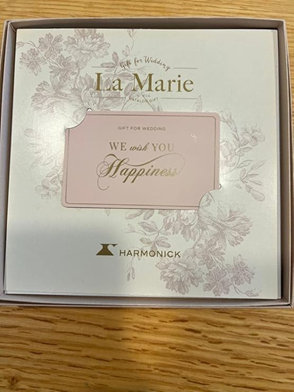 Gift for Wedding
La Marie
GIFT FOR WEDDING
WE wish YOU
Happiness
HARMONICK